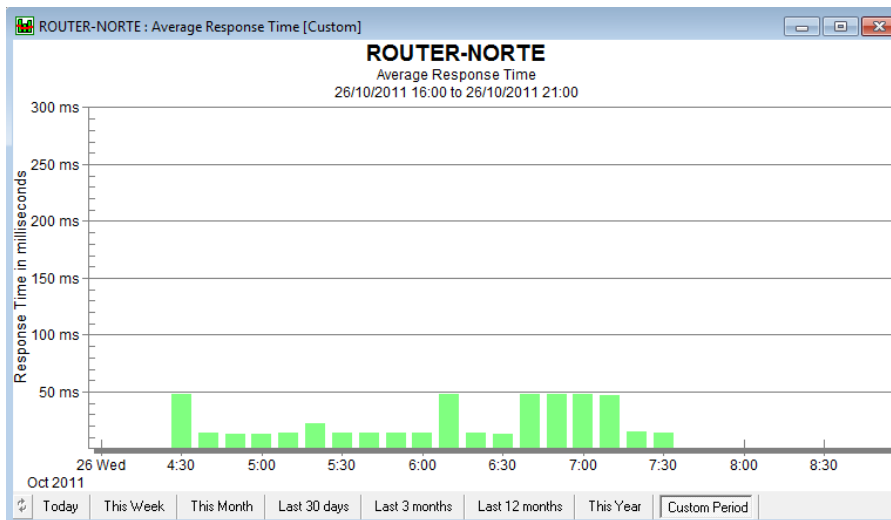 ROUTER-NORTE : Average Response Time [Custom]
ROUTER-NORTE
Average Response Time
26/10/2011 16:00 to 26/10/2011 21:00
Response Time in milliseconds
300 ms
250 ms
200 ms
150 ms
100 ms
50 ms
26 Wed 4:30 5:00 5:30 6:00 6:30 7:00 7:30 8:00 8:30
Oct 2011
Today This Week This Month Last 30 days Last 3 months Last 12 months This Year Custom Period